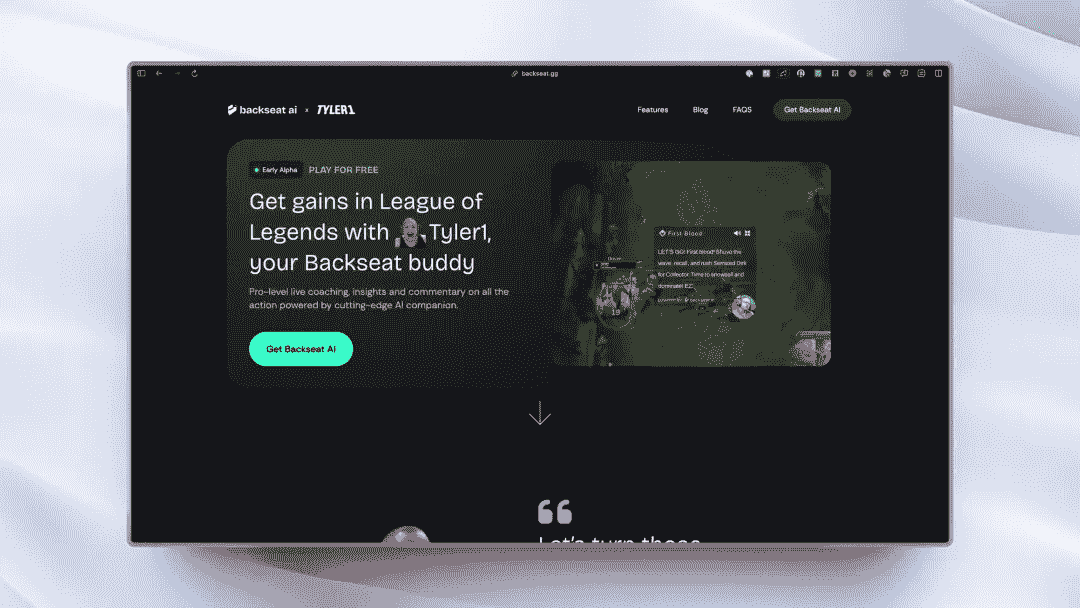 backseat.gg
backseat ai x TYLER1
Features
Blog
FAQS
Get Backseat AI
Early Alpha
PLAY FOR FREE
Get gains in League of
Legends with Tyler1,
your Backseat buddy
Pro-level live coaching, insights and commentary on all the
action powered by cutting-edge AI companion.
Get Backseat AI
First Blood
LET'S GO! First blood! Shove the
wave, recall, and rush Serrated Dirk
for Collector. Time to snowball and
dominate! EZ.